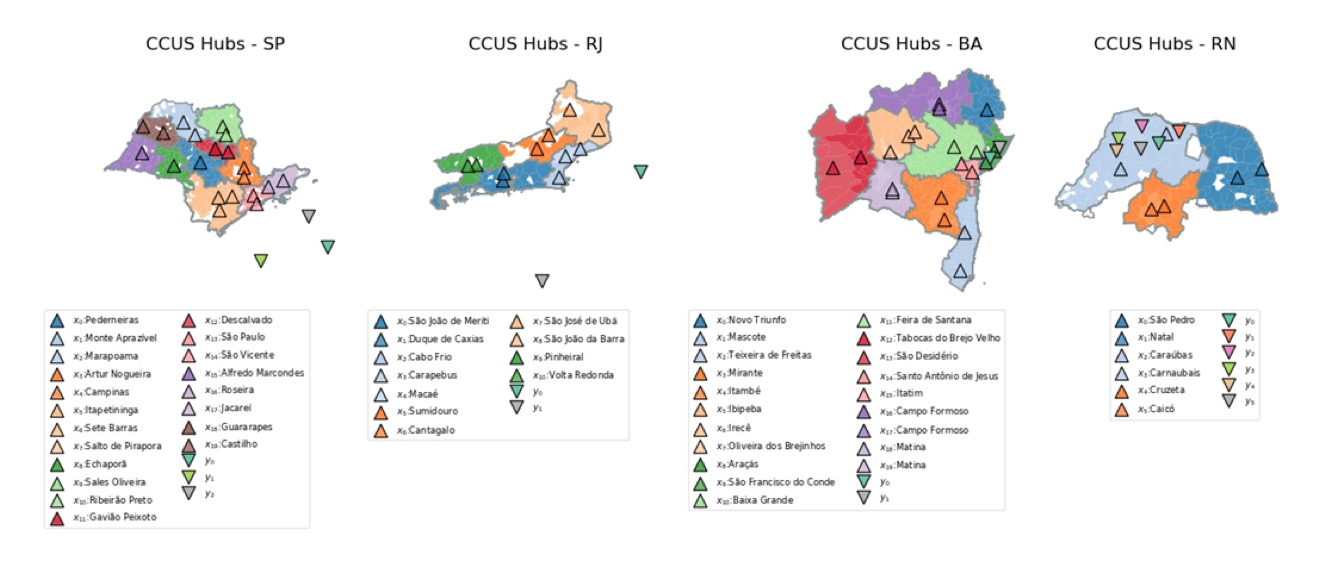 CCUS Hubs - SP
CCUS Hubs - RJ
CCUS Hubs - BA
CCUS Hubs - RN
x₀:Pederneiras
x₁:Monte Aprazível
x₂:Marapoama
x₃:Artur Nogueira
x₄:Campinas
x₅:Itapetininga
x₆:Sete Barras
x₇:Salto de Pirapora
x₈:Echaporã
x₉:Sales Oliveira
x₁₀:Ribeirão Preto
x₁₁:Gavião Peixoto
x₁₂:Descalvado
x₁₃:São Paulo
x₁₄:São Vicente
x₁₅:Alfredo Marcondes
x₁₆:Roseira
x₁₇:Jacareí
x₁₈:Guararapes
x₁₉:Castilho
y₀
y₁
y₂
x₀:São João de Meriti
x₁:Duque de Caxias
x₂:Cabo Frio
x₃:Carapebus
x₄:Macaé
x₅:Sumidouro
x₆:Cantagalo
x₇:São José de Ubá
x₈:São João da Barra
x₉:Pinheiral
x₁₀:Volta Redonda
y₀
y₁
x₀:Novo Triunfo
x₁:Mascote
x₂:Teixeira de Freitas
x₃:Mirante
x₄:Itambé
x₅:Ibipeba
x₆:Irecê
x₇:Oliveira dos Brejinhos
x₈:Araçás
x₉:São Francisco do Conde
x₁₀:Baixa Grande
x₁₁:Feira de Santana
x₁₂:Tabocas do Brejo Velho
x₁₃:São Desidério
x₁₄:Santo Antônio de Jesus
x₁₅:Itatim
x₁₆:Campo Formoso
x₁₇:Campo Formoso
x₁₈:Matina
x₁₉:Matina
y₀
y₁
x₀:São Pedro
x₁:Natal
x₂:Caraúbas
x₃:Carnaubais
x₄:Cruzeta
x₅:Caicó
y₀
y₁
y₂
y₃
y₄
y₅